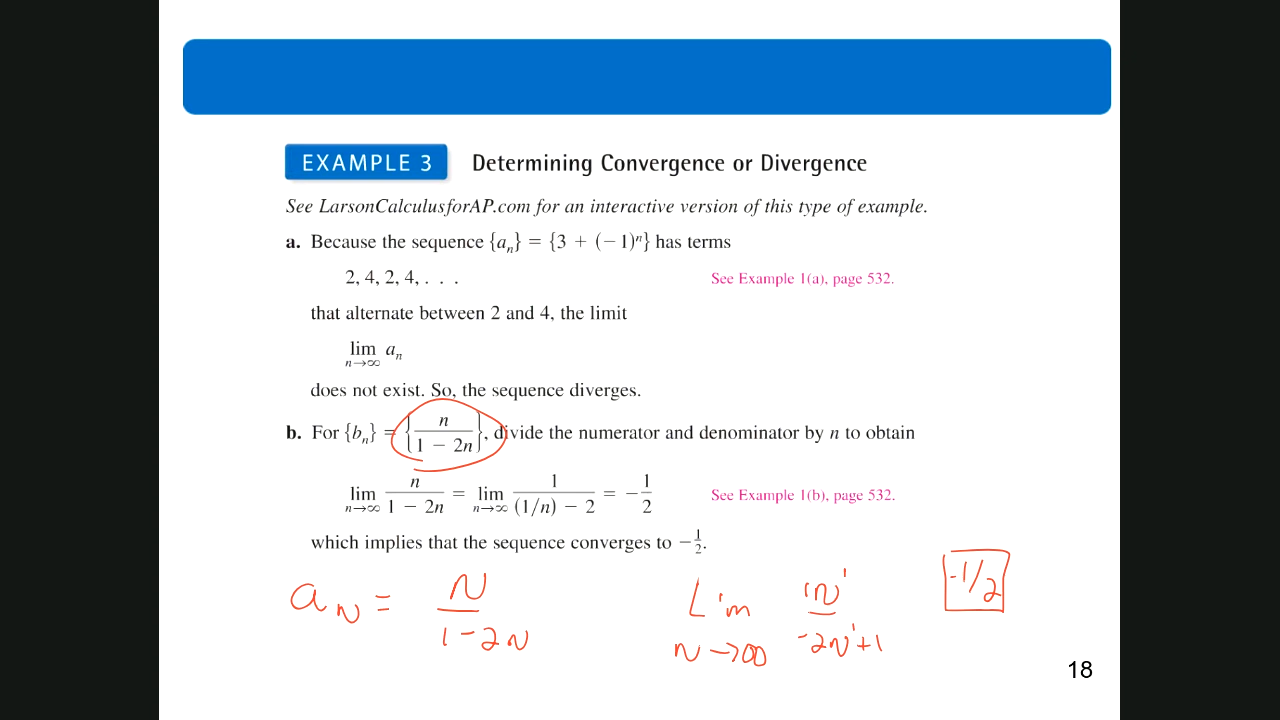 EXAMPLE 3 Determining Convergence or Divergence
See LarsonCalculusforAP.com for an interactive version of this type of example.
a. Because the sequence {aₙ} = {3 + (−1)ⁿ} has terms
2, 4, 2, 4, . . . See Example 1(a), page 532.
that alternate between 2 and 4, the limit
lim n→∞ aₙ
does not exist. So, the sequence diverges.
b. For {bₙ} = {n / 1 − 2n}, divide the numerator and denominator by n to obtain
lim n→∞ n / 1 − 2n = lim n→∞ 1 / (1/n) − 2 = −1/2 See Example 1(b), page 532.
which implies that the sequence converges to −1/2.
aₙ = N / 1-2N Lim N→∞ 1N¹ / -2N¹+1 -1/2
18